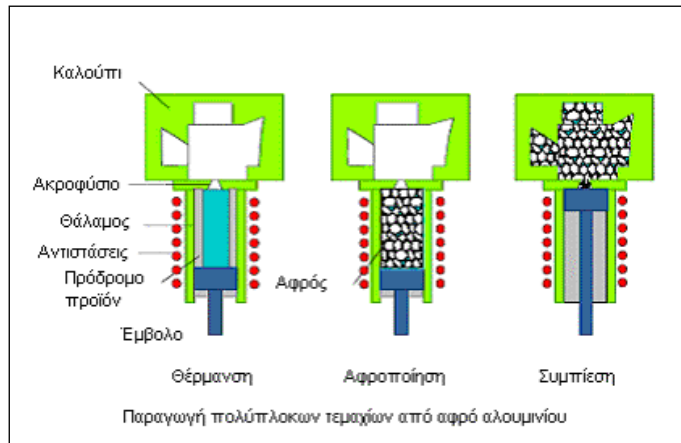 Καλούπι
Ακροφύσιο
Θάλαμος
Αντιστάσεις
Πρόδρομο
προϊόν
Αφρός
Έμβολο
Θέρμανση
Αφροποίηση
Συμπίεση
Παραγωγή πολύπλοκων τεμαχίων από αφρό αλουμινίου